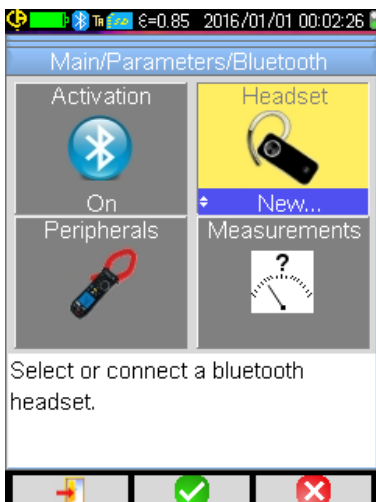 ε=0.85 2016/01/01 00:02:26
Main/Parameters/Bluetooth
Activation
Headset
On
New...
Peripherals
Measurements
?
Select or connect a bluetooth
headset.